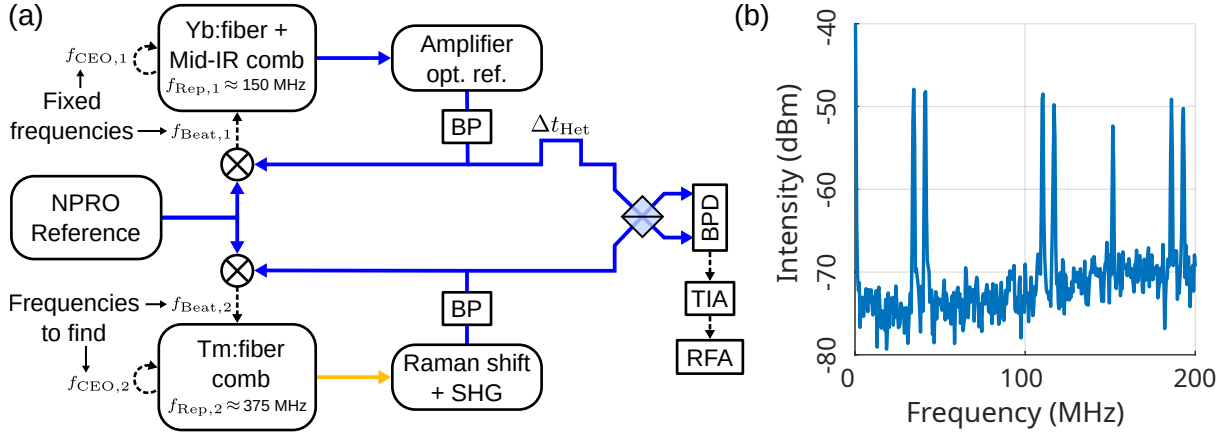 (a)
Yb:fiber +
Mid-IR comb
f_Rep,1 ≈ 150 MHz
f_CEO,1
Fixed
frequencies
f_Beat,1
Amplifier
opt. ref.
BP
Δt_Het
NPRO
Reference
BPD
TIA
RFA
Frequencies
to find
f_Beat,2
f_CEO,2
BP
Tm:fiber
comb
f_Rep,2 ≈ 375 MHz
Raman shift
+ SHG
(b)
Intensity (dBm)
-40
-50
-60
-70
-80
0
100
200
Frequency (MHz)